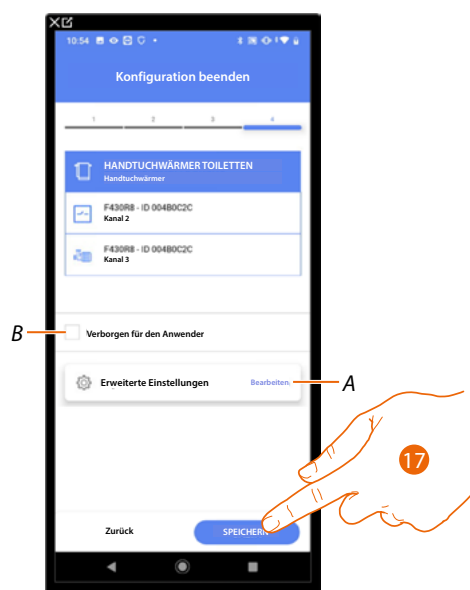 10:54
Konfiguration beenden
1 2 3 4
HANDTUCHWÄRMER TOILETTEN
Handtuchwärmer
F430R8 - ID 004B0C2C
Kanal 2
F430R8 - ID 004B0C2C
Kanal 3
B
Verborgen für den Anwender
Erweiterte Einstellungen
Bearbeiten
A
17
Zurück
SPEICHERN